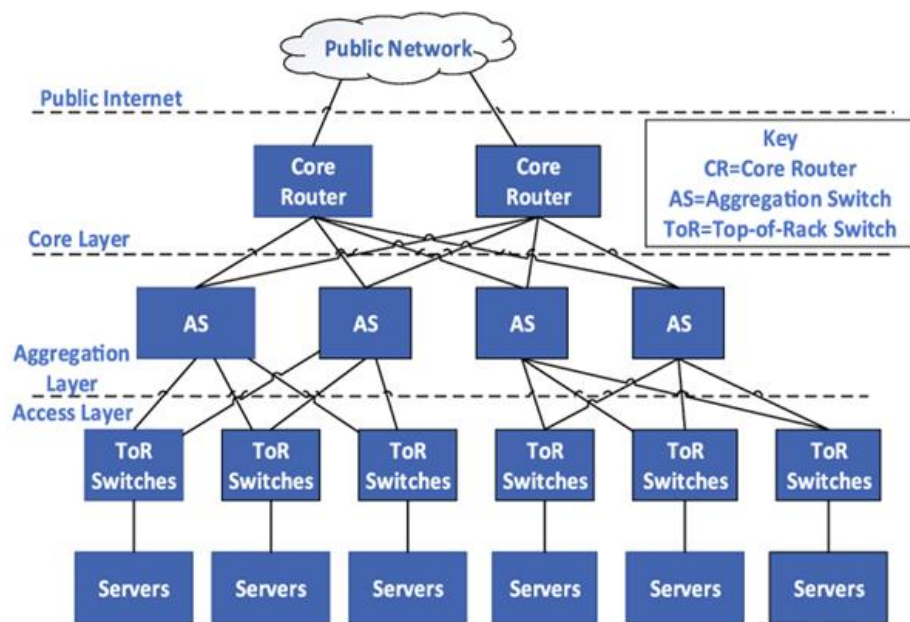 Public Network
Public Internet
Key
CR=Core Router
AS=Aggregation Switch
ToR=Top-of-Rack Switch
Core
Router
Core
Router
Core Layer
AS
AS
AS
AS
Aggregation
Layer
Access Layer
ToR
Switches
ToR
Switches
ToR
Switches
ToR
Switches
ToR
Switches
ToR
Switches
Servers
Servers
Servers
Servers
Servers
Servers